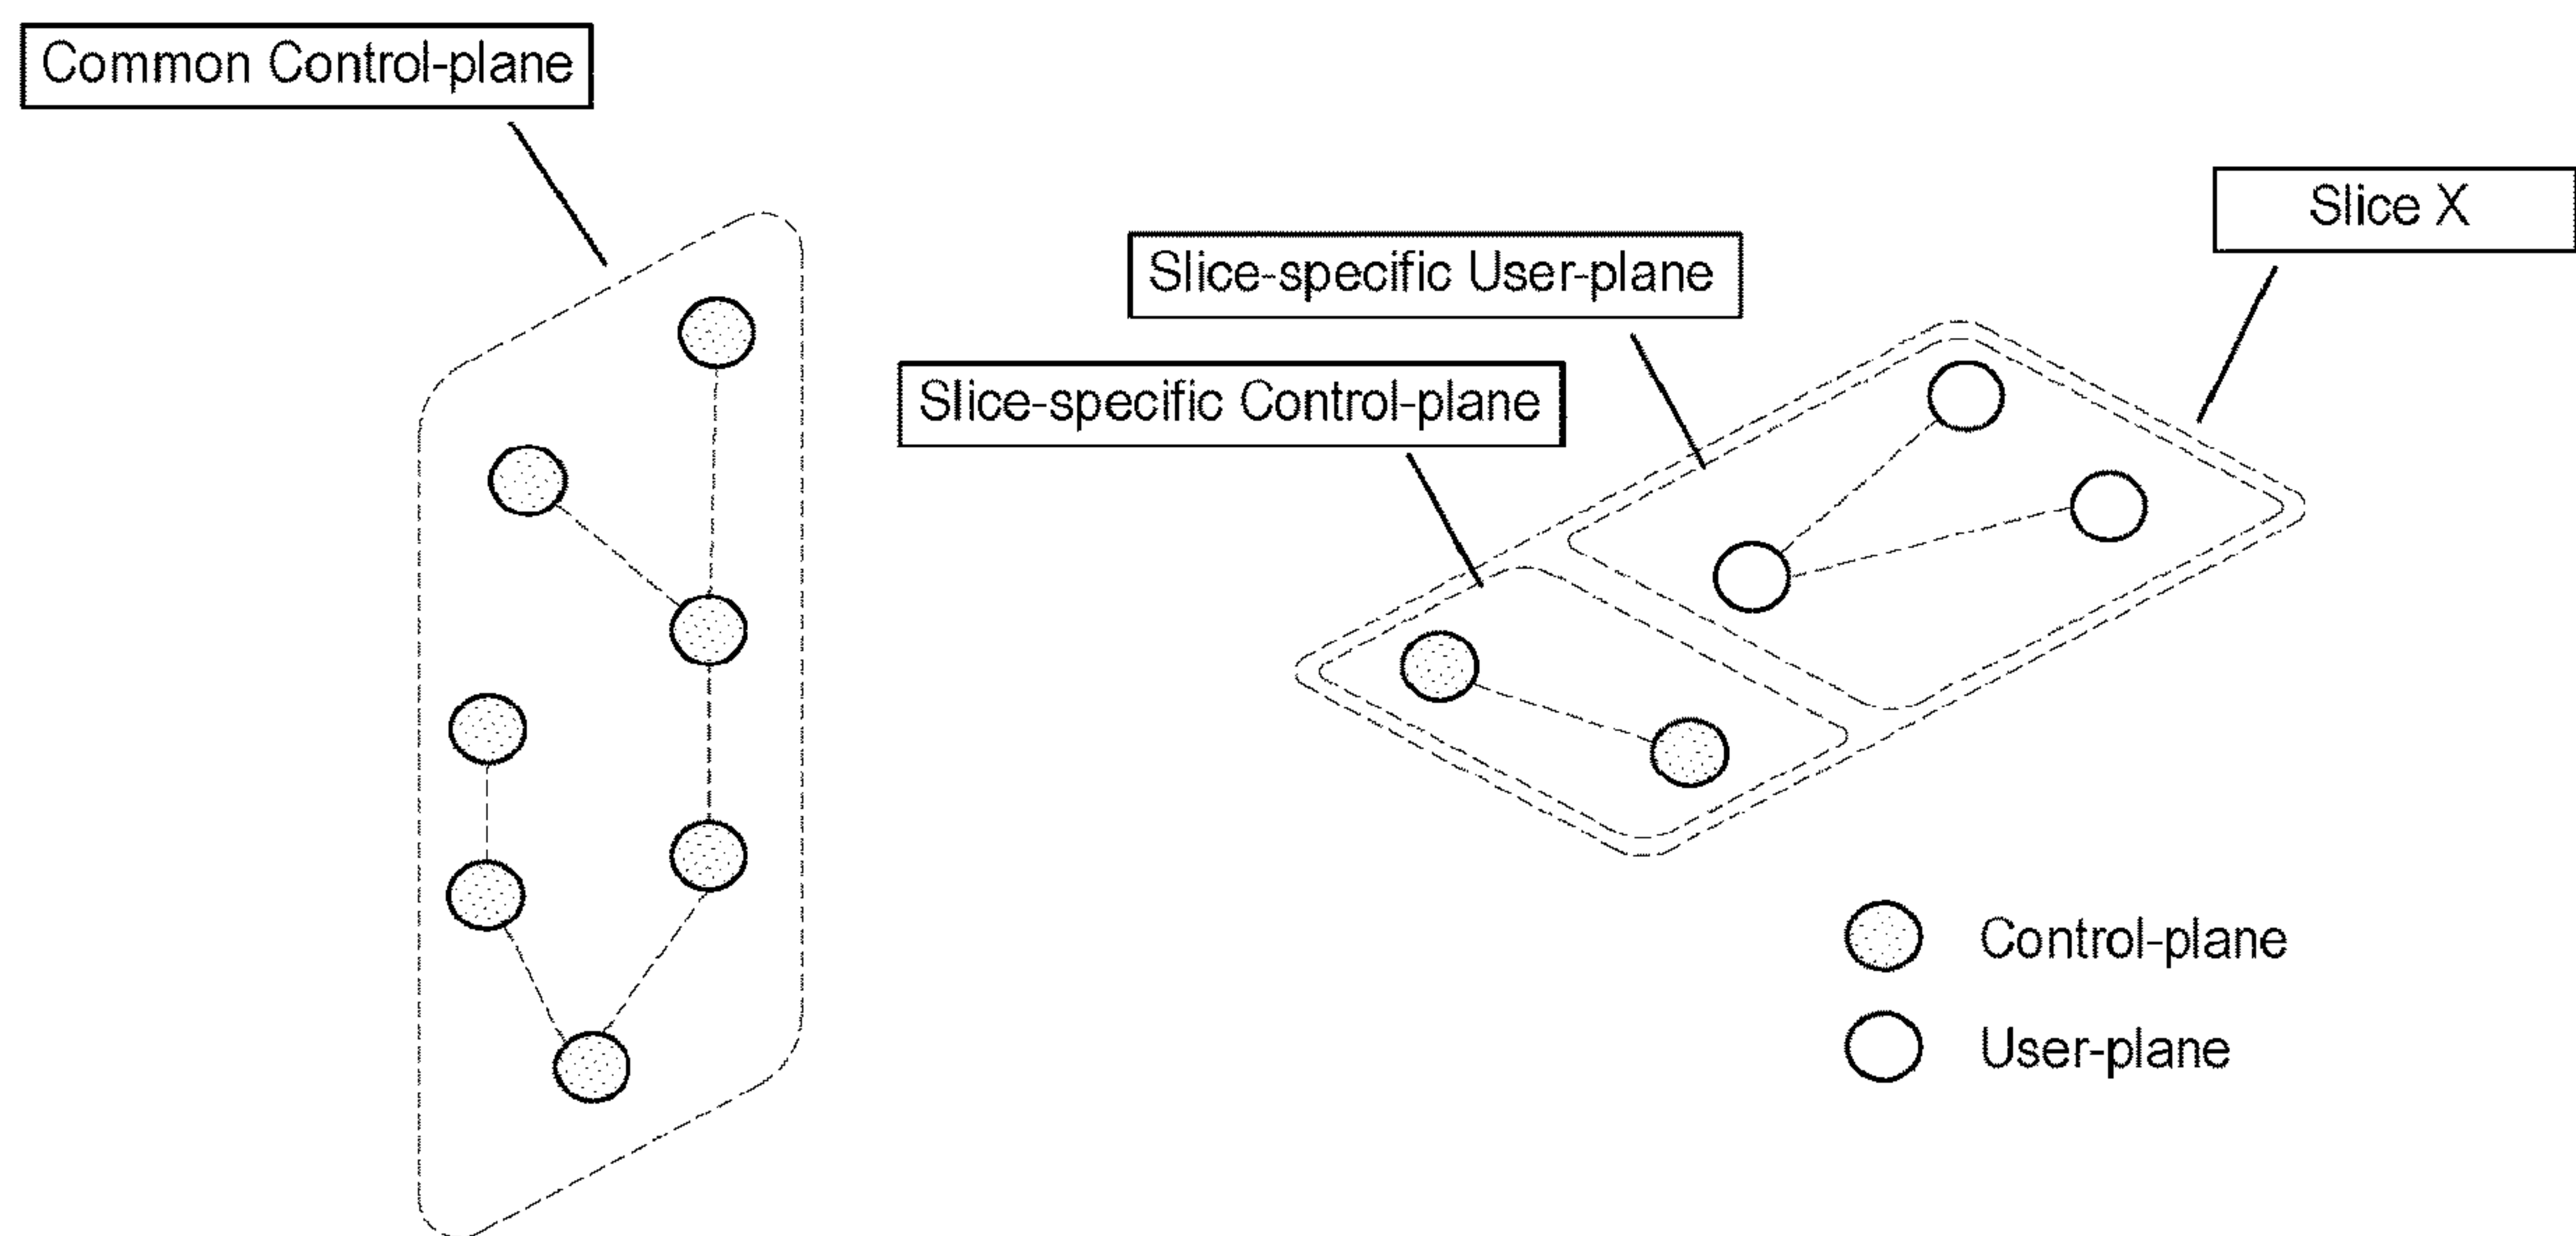 Common Control-plane
Slice X
Slice-specific User-plane
Slice-specific Control-plane
Control-plane
User-plane